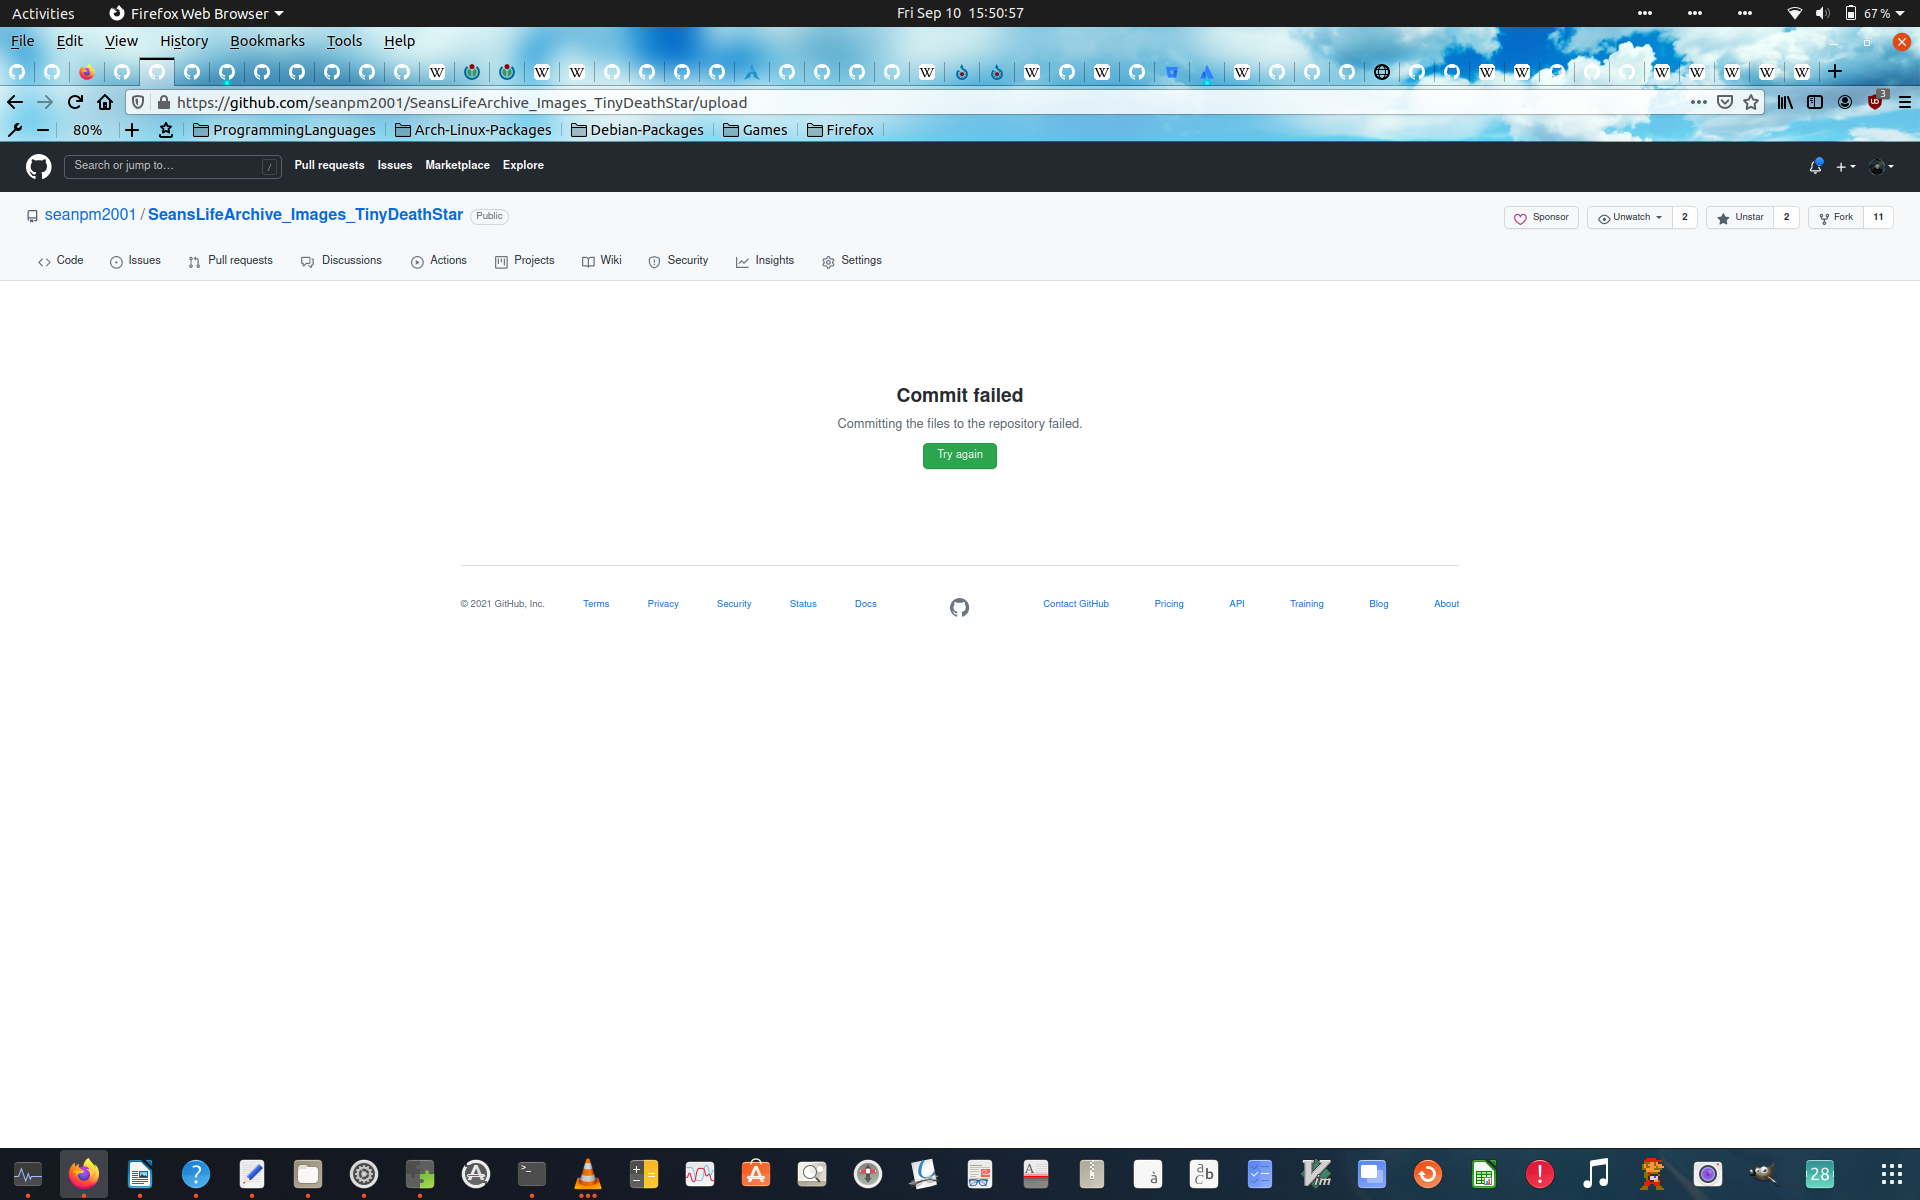 Activities Firefox Web Browser Fri Sep 10 15:50:57 67 %
File Edit View History Bookmarks Tools Help
https://github.com/seanpm2001/SeansLifeArchive_Images_TinyDeathStar/upload 3
80% ProgrammingLanguages Arch-Linux-Packages Debian-Packages Games Firefox
Search or jump to... / Pull requests Issues Marketplace Explore
seanpm2001 / SeansLifeArchive_Images_TinyDeathStar Public Sponsor Unwatch 2 Unstar 2 Fork 11
Code Issues Pull requests Discussions Actions Projects Wiki Security Insights Settings
Commit failed
Committing the files to the repository failed.
Try again
© 2021 GitHub, Inc. Terms Privacy Security Status Docs Contact GitHub Pricing API Training Blog About
28